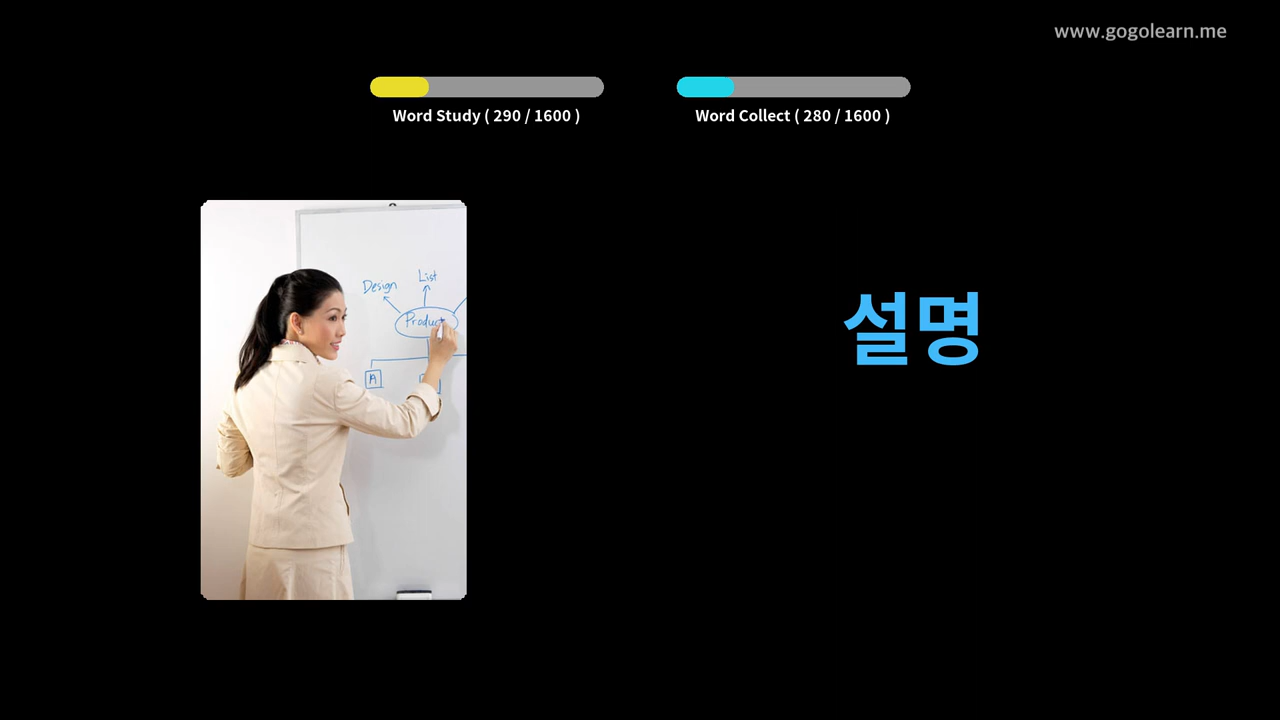 www.gogolearn.me
Word Study ( 290 / 1600 )
Word Collect ( 280 / 1600 )
List
Design
Product
설명
A